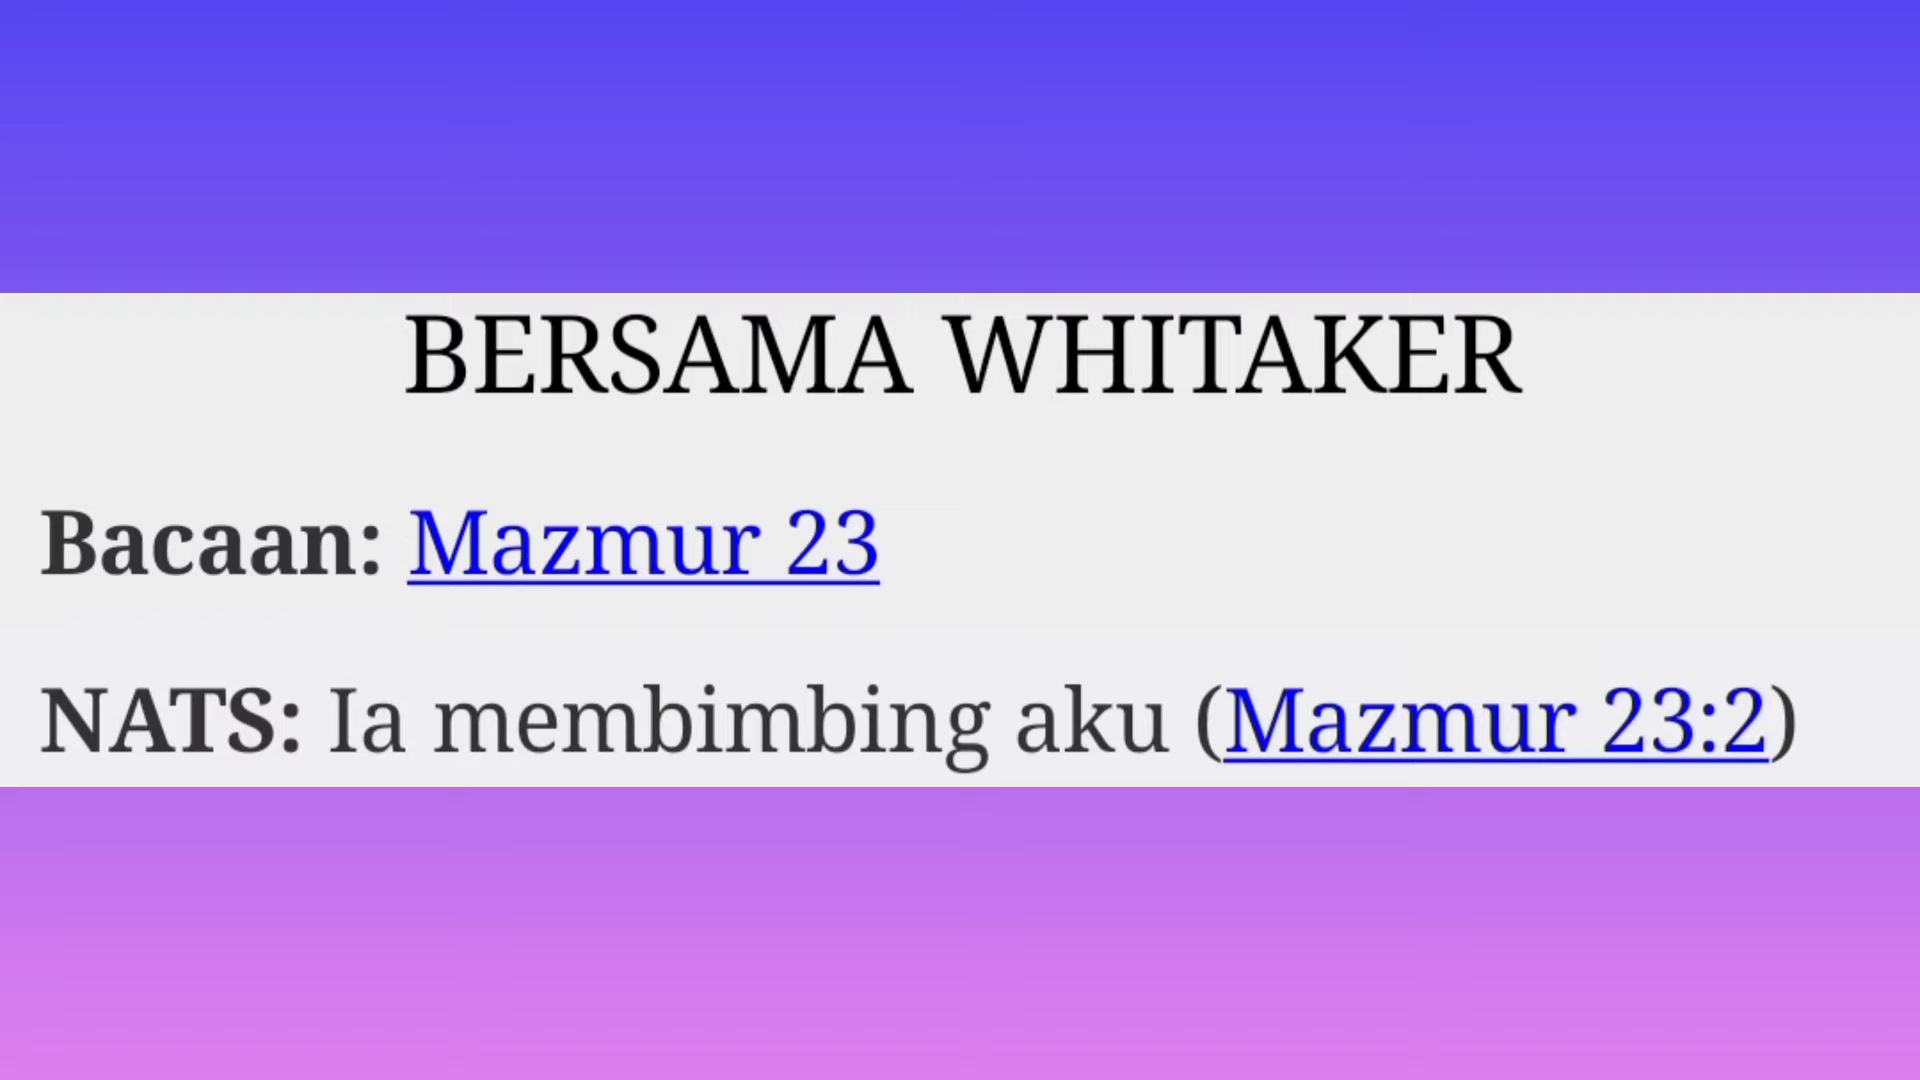 BERSAMA WHITAKER
Bacaan: Mazmur 23
NATS: Ia membimbing aku (Mazmur 23:2)